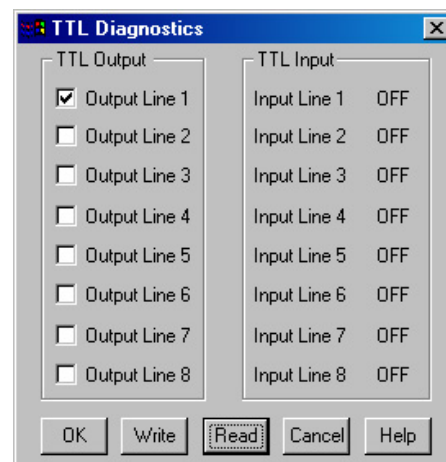 TTL Diagnostics
TTL Output
Output Line 1
Output Line 2
Output Line 3
Output Line 4
Output Line 5
Output Line 6
Output Line 7
Output Line 8
TTL Input
Input Line 1 OFF
Input Line 2 OFF
Input Line 3 OFF
Input Line 4 OFF
Input Line 5 OFF
Input Line 6 OFF
Input Line 7 OFF
Input Line 8 OFF
OK Write Read Cancel Help